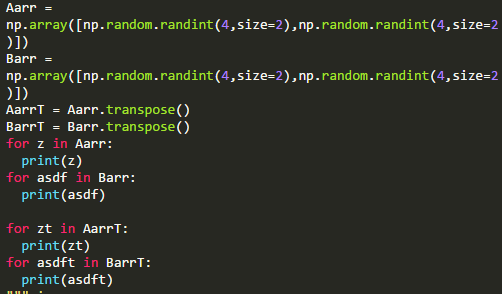 Aarr =
np.array([np.random.randint(4,size=2),np.random.randint(4,size=2
)])
Barr =
np.array([np.random.randint(4,size=2),np.random.randint(4,size=2
)])
AarrT = Aarr.transpose()
BarrT = Barr.transpose()
for z in Aarr:
  print(z)
for asdf in Barr:
  print(asdf)

for zt in AarrT:
  print(zt)
for asdft in BarrT:
  print(asdft)
"""